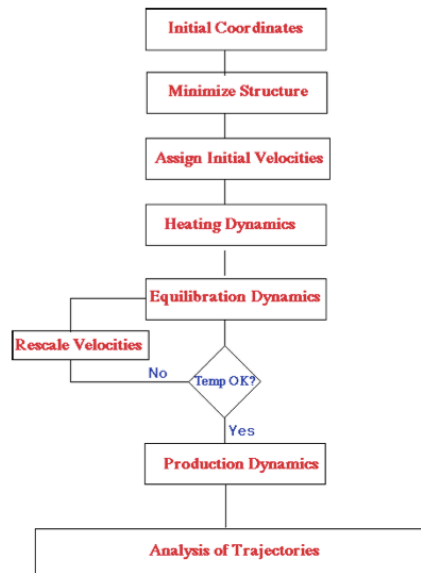 Initial Coordinates
Minimize Structure
Assign Initial Velocities
Heating Dynamics
Equilibration Dynamics
Rescale Velocities
No
Temp OK?
Yes
Production Dynamics
Analysis of Trajectories